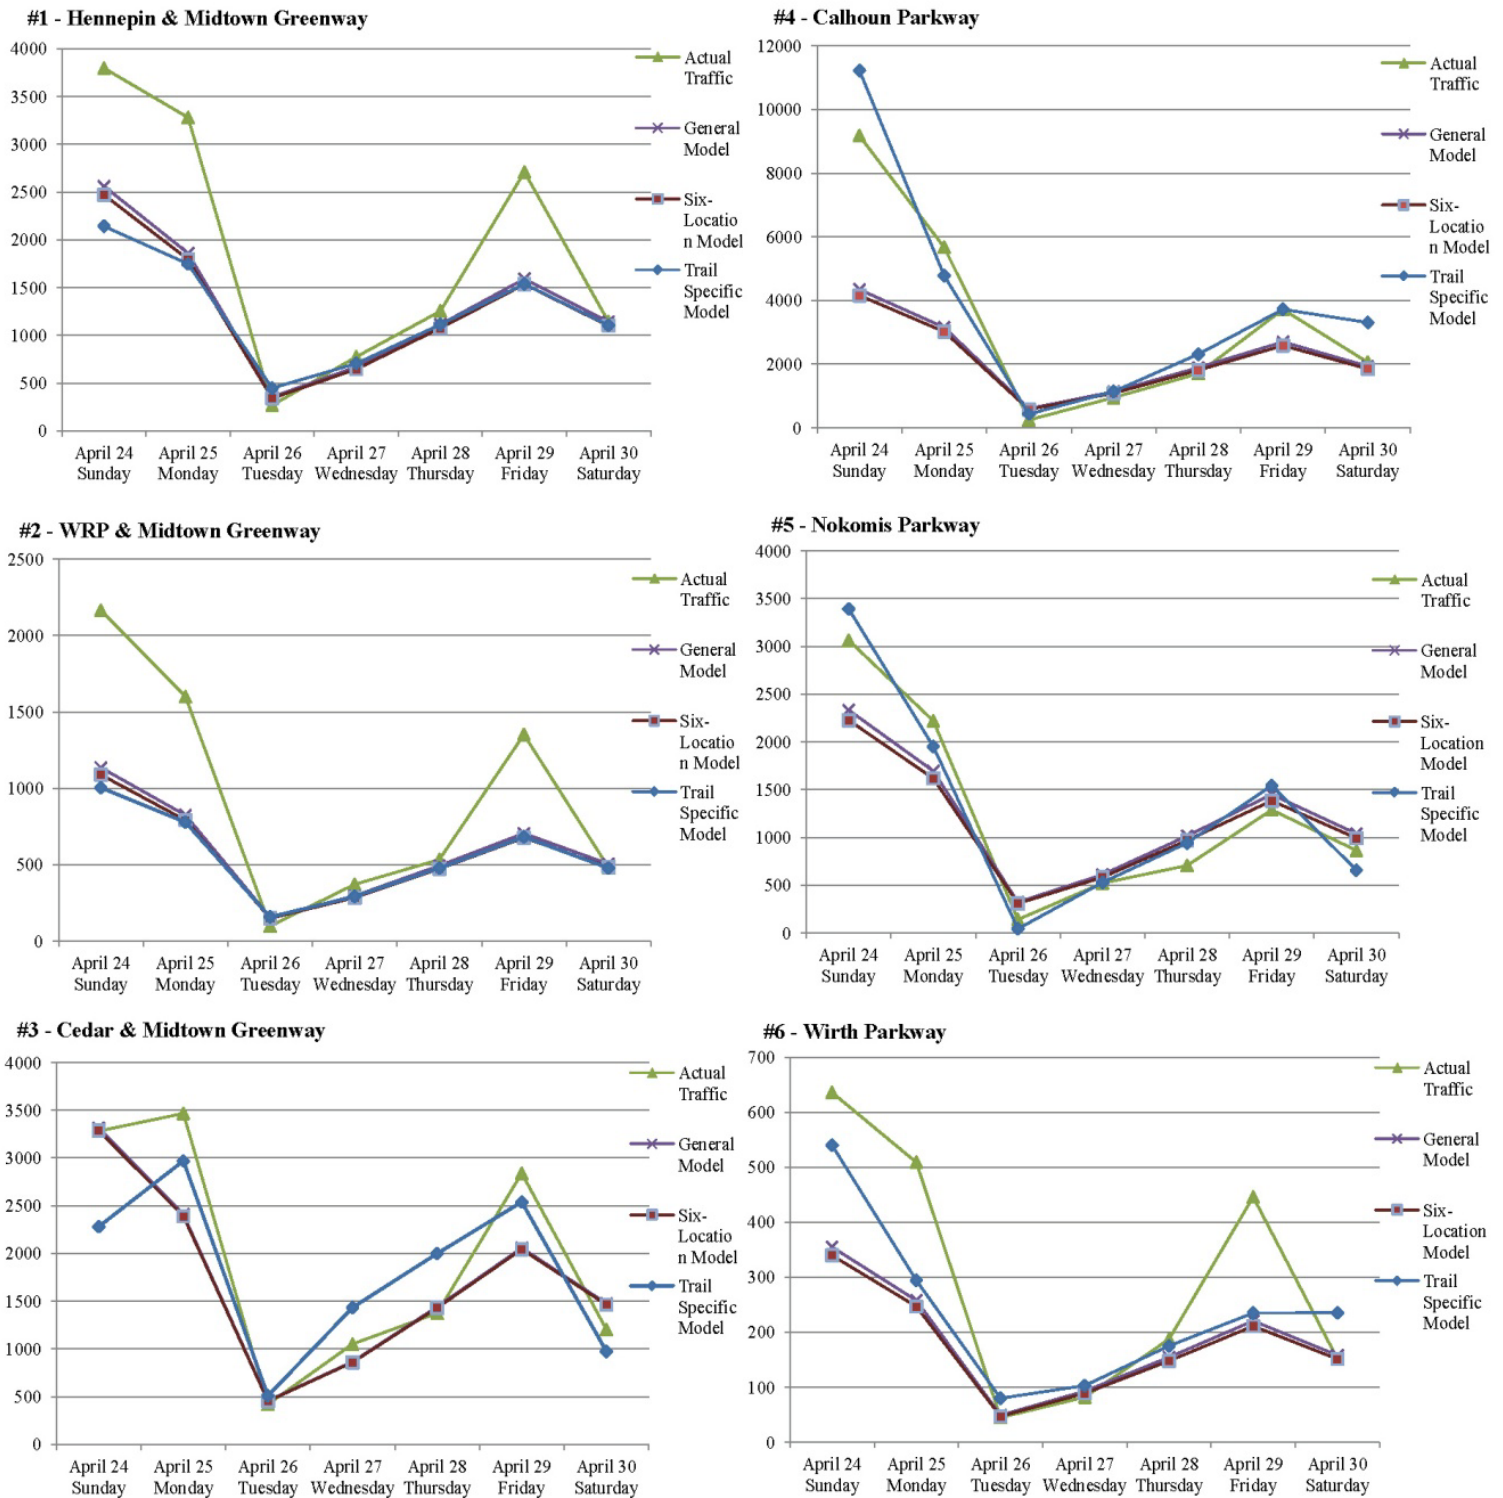 #1 - Hennepin & Midtown Greenway
4000
3500
3000
2500
2000
1500
1000
500
0
April 24 April 25 April 26 April 27 April 28 April 29 April 30
Sunday Monday Tuesday Wednesday Thursday Friday Saturday
Actual
Traffic
General
Model
Six-
Locatio
n Model
Trail
Specific
Model
#4 - Calhoun Parkway
12000
10000
8000
6000
4000
2000
0
April 24 April 25 April 26 April 27 April 28 April 29 April 30
Sunday Monday Tuesday Wednesday Thursday Friday Saturday
Actual
Traffic
General
Model
Six-
Locatio
n Model
Trail
Specific
Model
#2 - WRP & Midtown Greenway
2500
2000
1500
1000
500
0
April 24 April 25 April 26 April 27 April 28 April 29 April 30
Sunday Monday Tuesday Wednesday Thursday Friday Saturday
Actual
Traffic
General
Model
Six-
Locatio
n Model
Trail
Specific
Model
#5 - Nokomis Parkway
4000
3500
3000
2500
2000
1500
1000
500
0
April 24 April 25 April 26 April 27 April 28 April 29 April 30
Sunday Monday Tuesday Wednesday Thursday Friday Saturday
Actual
Traffic
General
Model
Six-
Location
Model
Trail
Specific
Model
#3 - Cedar & Midtown Greenway
4000
3500
3000
2500
2000
1500
1000
500
0
April 24 April 25 April 26 April 27 April 28 April 29 April 30
Sunday Monday Tuesday Wednesday Thursday Friday Saturday
Actual
Traffic
General
Model
Six-
Locatio
n Model
Trail
Specific
Model
#6 - Wirth Parkway
700
600
500
400
300
200
100
0
April 24 April 25 April 26 April 27 April 28 April 29 April 30
Sunday Monday Tuesday Wednesday Thursday Friday Saturday
Actual
Traffic
General
Model
Six-
Location
Model
Trail
Specific
Model